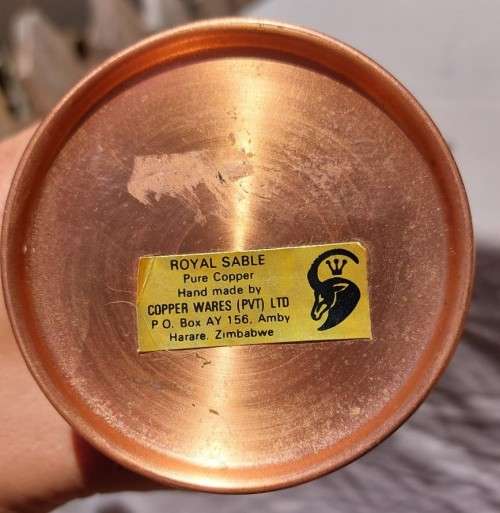 ROYAL SABLE
Pure Copper
Hand made by
COPPER WARES (PVT) LTD
P.O. Box AY 156, Amby
Harare, Zimbabwe